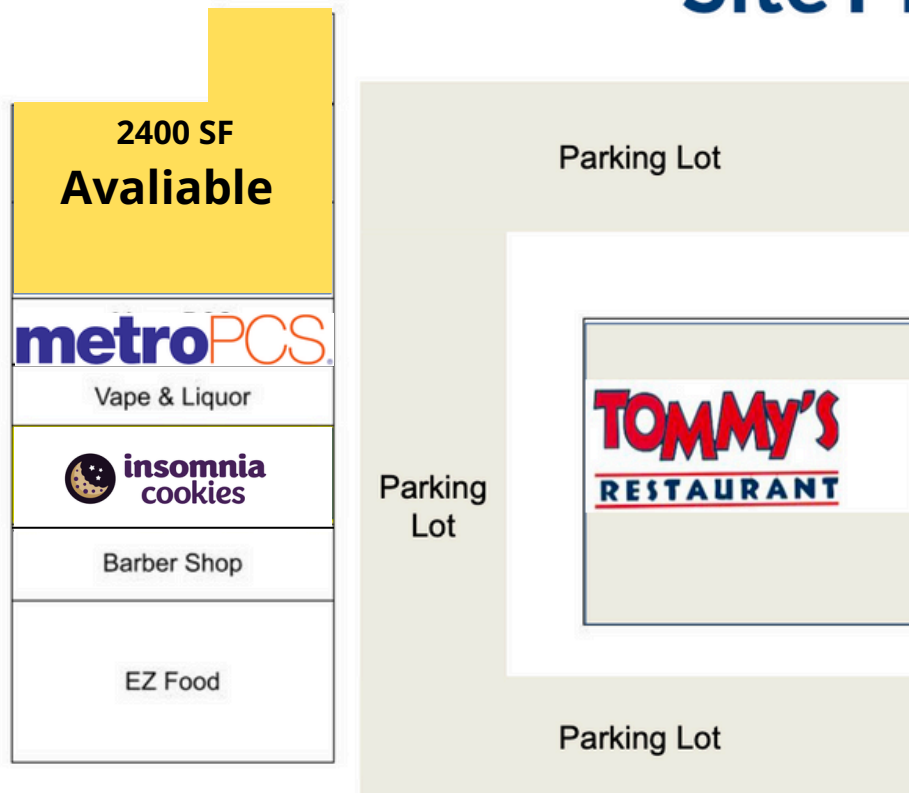 2400 SF
Avaliable
metroPCS.
Vape & Liquor
insomnia
cookies
Barber Shop
EZ Food
Parking Lot
Parking
Lot
TOMMY'S
RESTAURANT
Parking Lot